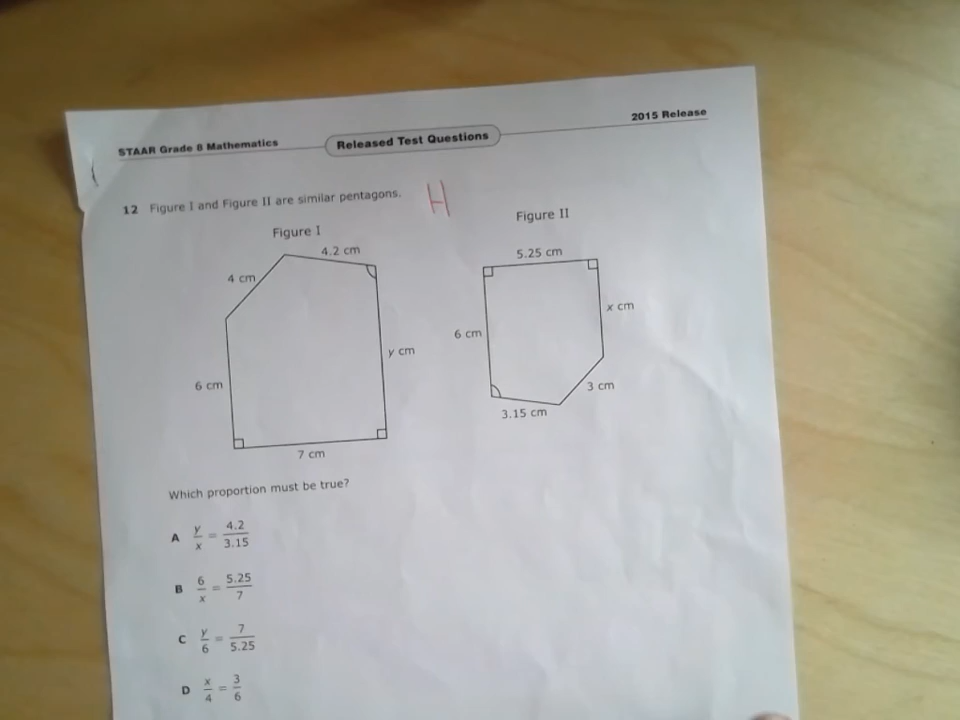 STAAR Grade 8 Mathematics
Released Test Questions
2015 Release
12 Figure I and Figure II are similar pentagons.
H
Figure I
4.2 cm
4 cm
y cm
6 cm
7 cm
Figure II
5.25 cm
x cm
6 cm
3 cm
3.15 cm
Which proportion must be true?
A y/x = 4.2/3.15
B 6/x = 5.25/7
C y/6 = 7/5.25
D x/4 = 3/6